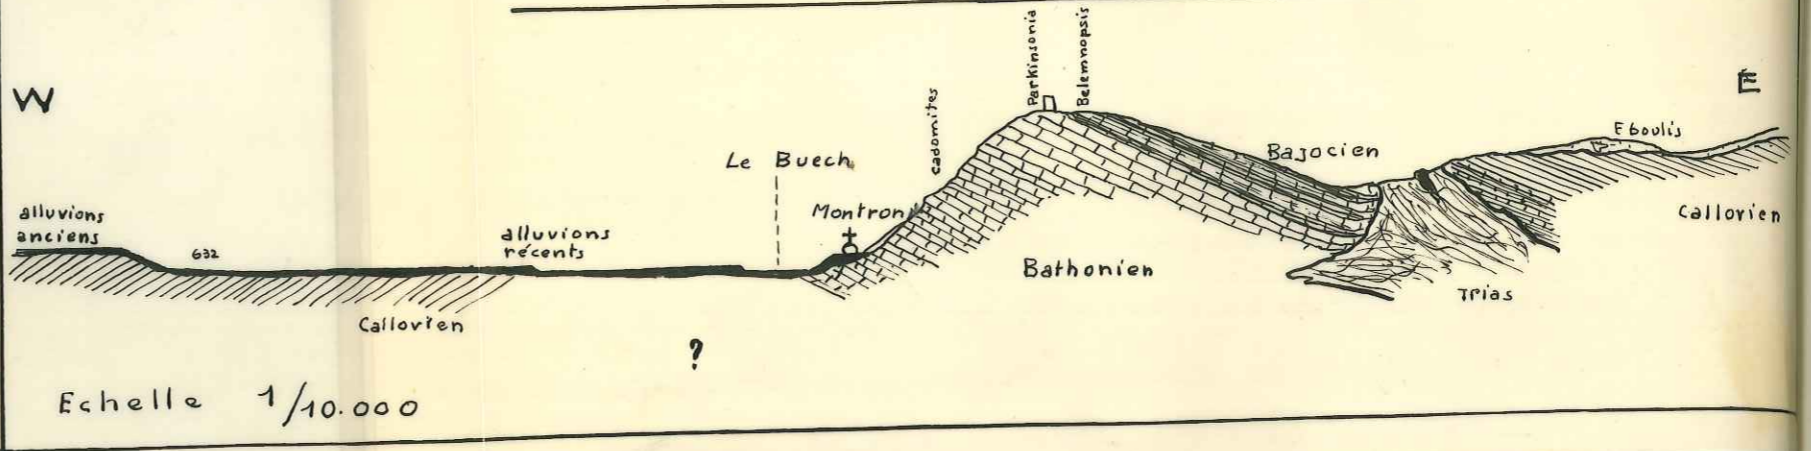 W
E
Parkinsonia
Belemnopsis
cadomites
Le Buech
Bajocien
Eboulis
alluvions
anciens
632
alluvions
récents
Montrond
Callovien
Bathonien
Trias
Callovien
?
Echelle 1/10.000